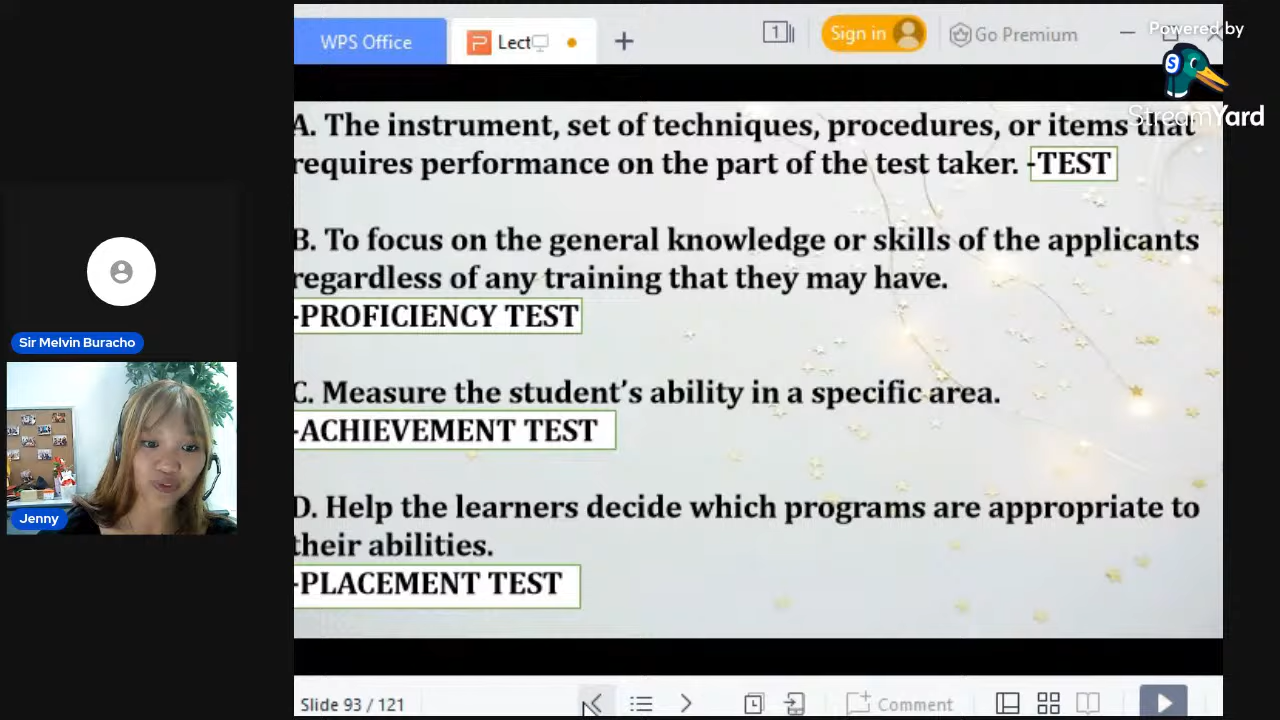 WPS Office
Lect
1
Sign in
Go Premium
Powered by
StreamYard
A. The instrument, set of techniques, procedures, or items that
requires performance on the part of the test taker. -TEST
B. To focus on the general knowledge or skills of the applicants
regardless of any training that they may have.
-PROFICIENCY TEST
C. Measure the student's ability in a specific area.
-ACHIEVEMENT TEST
D. Help the learners decide which programs are appropriate to
their abilities.
-PLACEMENT TEST
Sir Melvin Buracho
Jenny
Slide 93 / 121
Comment